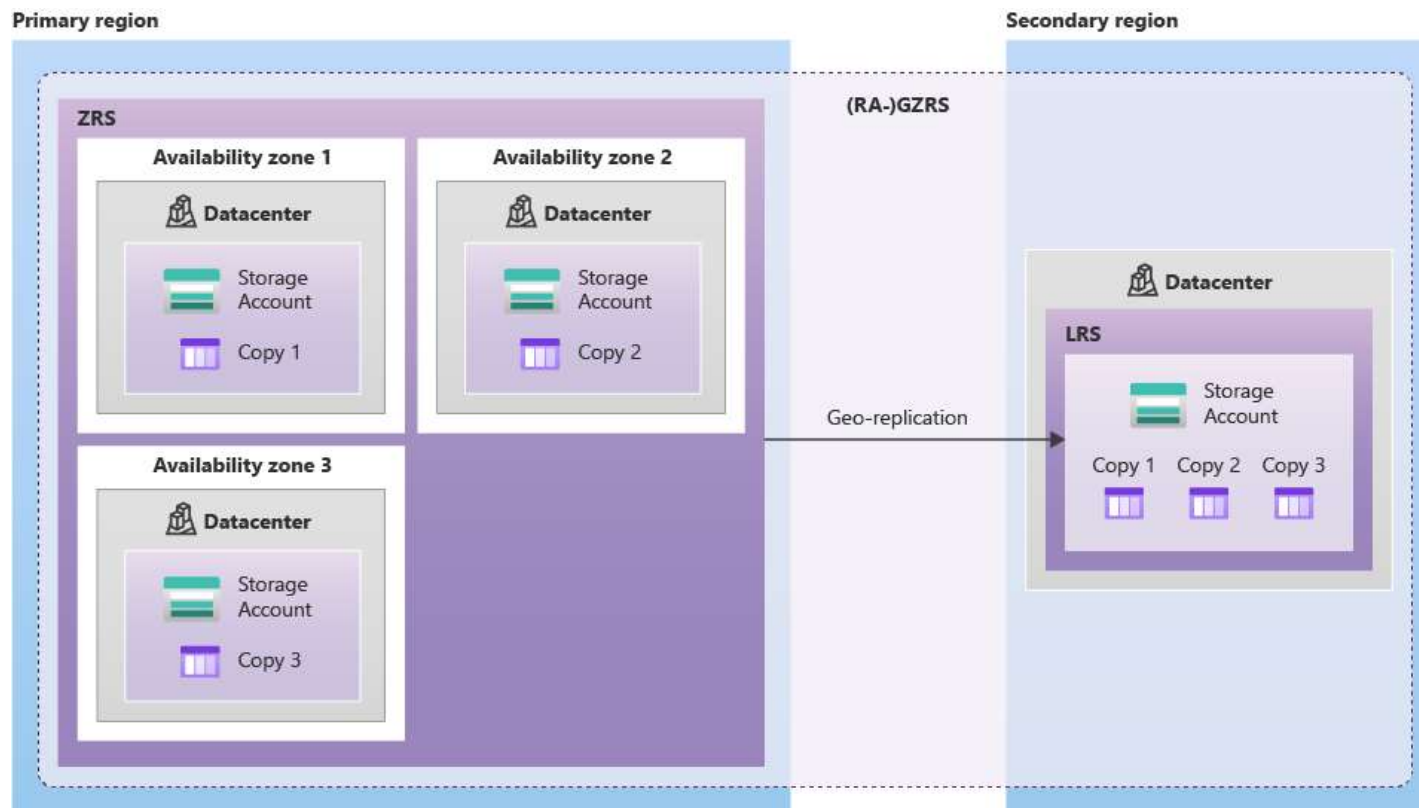 Primary region
Secondary region
(RA-)GZRS
ZRS
Availability zone 1
Datacenter
Storage
Account
Copy 1
Availability zone 2
Datacenter
Storage
Account
Copy 2
Availability zone 3
Datacenter
Storage
Account
Copy 3
Geo-replication
Datacenter
LRS
Storage
Account
Copy 1 Copy 2 Copy 3